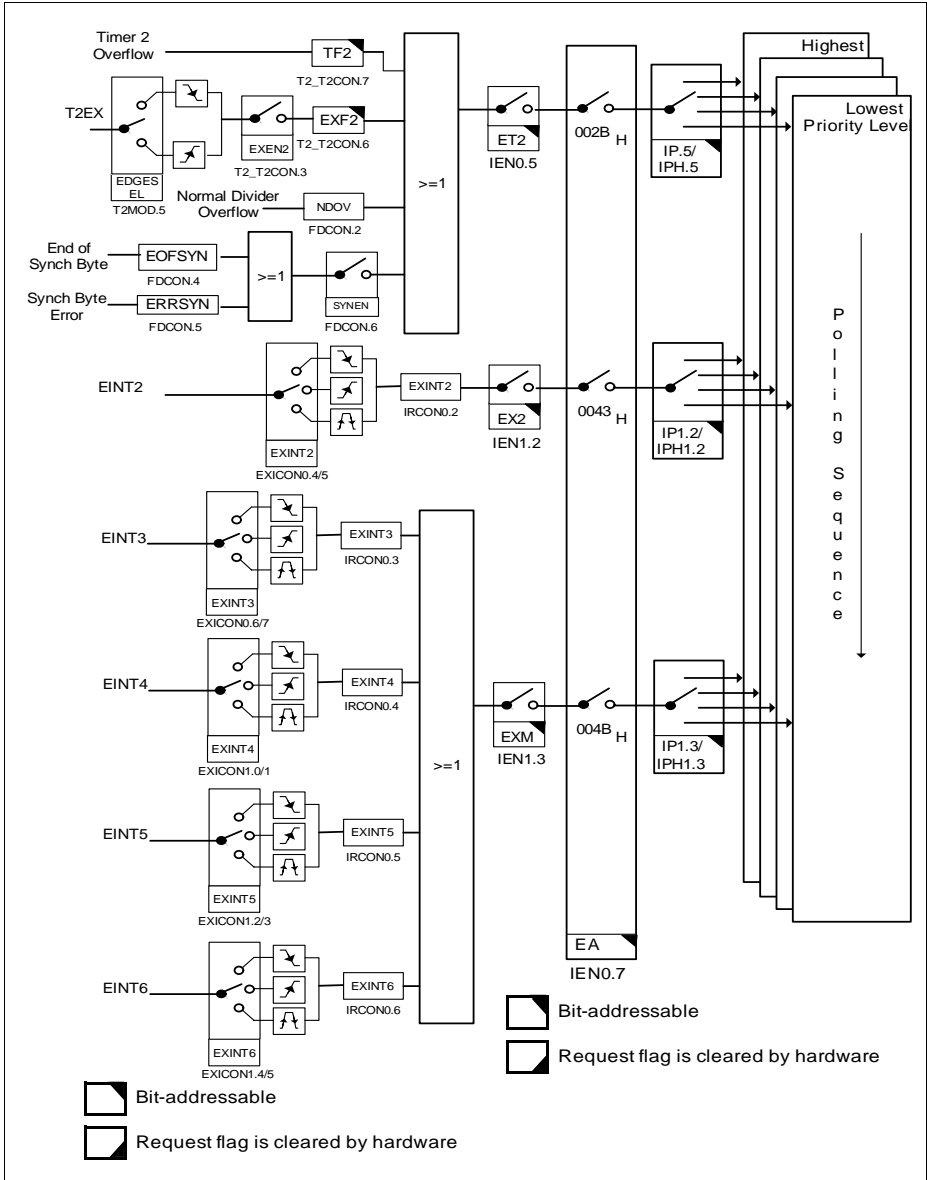 Timer 2
Overflow
TF2
T2_T2CON.7
T2EX
EDGES
EL
T2MOD.5
EXEN2
T2_T2CON.3
EXF2
T2_T2CON.6
Normal Divider
Overflow
NDOV
FDCON.2
End of
Synch Byte
EOFSYN
FDCON.4
Synch Byte
Error
ERRSYN
FDCON.5
>=1
SYNEN
FDCON.6
>=1
ET2
IEN0.5
002B H
IP.5/
IPH.5
Highest
Lowest
Priority Level
Polling Sequence
EINT2
EXINT2
EXICON0.4/5
EXINT2
IRCON0.2
EX2
IEN1.2
0043 H
IP1.2/
IPH1.2
EINT3
EXINT3
EXICON0.6/7
EXINT3
IRCON0.3
EINT4
EXINT4
EXICON1.0/1
EXINT4
IRCON0.4
>=1
EXM
IEN1.3
004B H
IP1.3/
IPH1.3
EINT5
EXINT5
EXICON1.2/3
EXINT5
IRCON0.5
EINT6
EXINT6
EXICON1.4/5
EXINT6
IRCON0.6
EA
IEN0.7
Bit-addressable
Request flag is cleared by hardware
Bit-addressable
Request flag is cleared by hardware